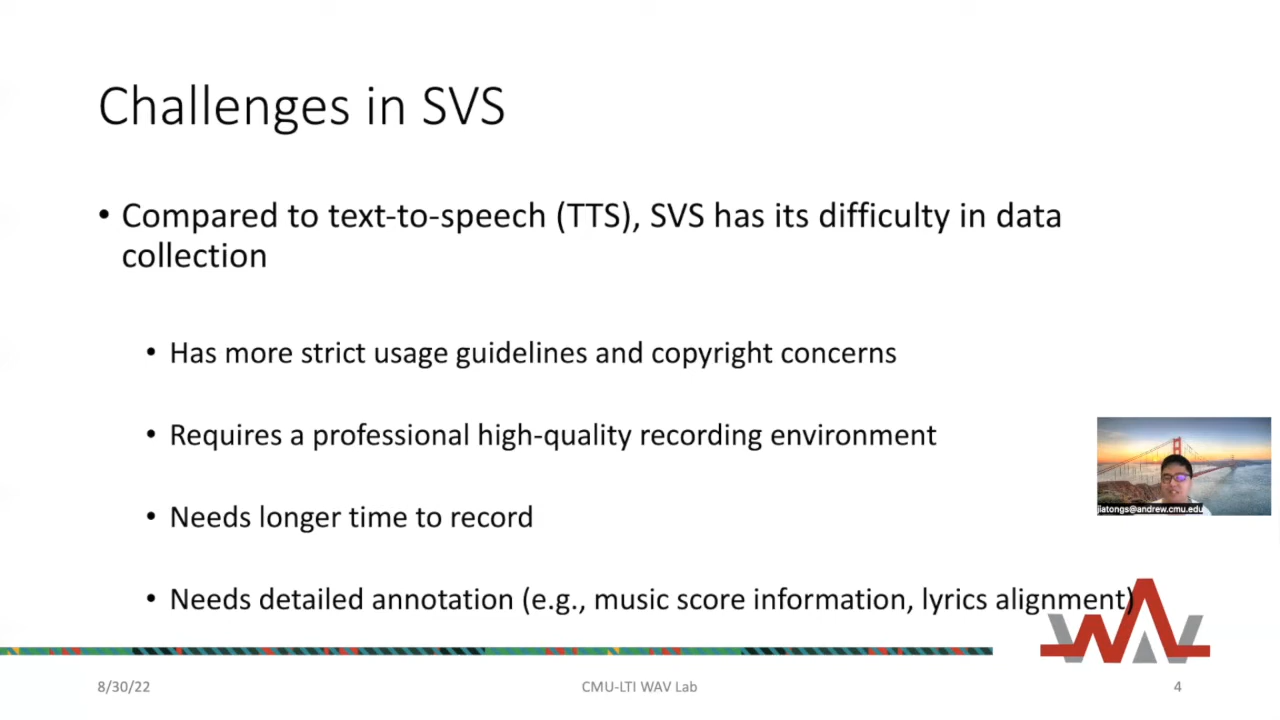 Challenges in SVS
• Compared to text-to-speech (TTS), SVS has its difficulty in data
collection
• Has more strict usage guidelines and copyright concerns
• Requires a professional high-quality recording environment
• Needs longer time to record
• Needs detailed annotation (e.g., music score information, lyrics alignment)
jiatongs@andrew.cmu.edu
WAV
8/30/22
CMU-LTI WAV Lab
4